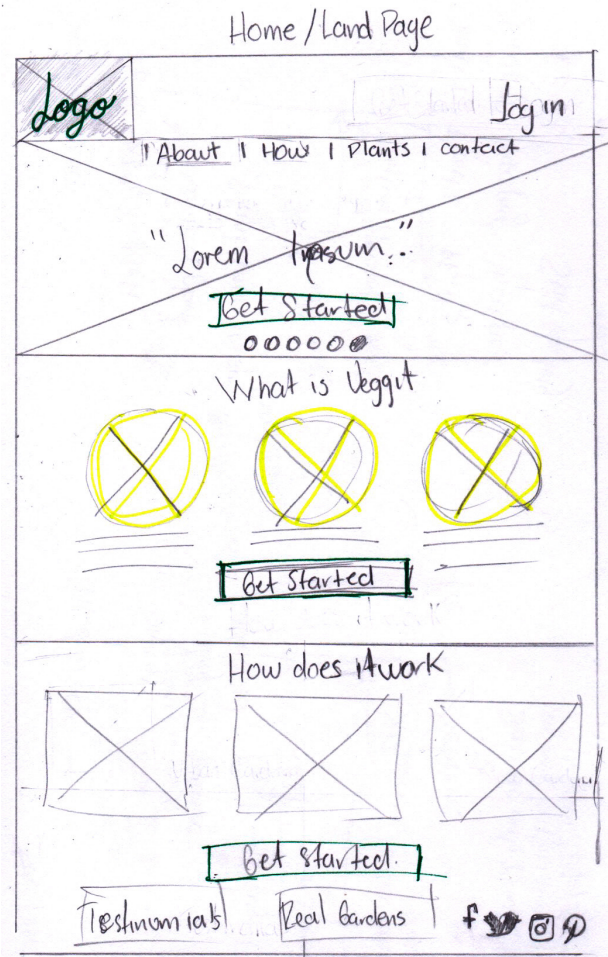 Home / Land Page
Logo
Log in
| About | How | Plants | contact
"Lorem Ipsum..."
Get Started
What is Veggit
Get Started
How does it work
Get Started.
Testimonials
Real Gardens